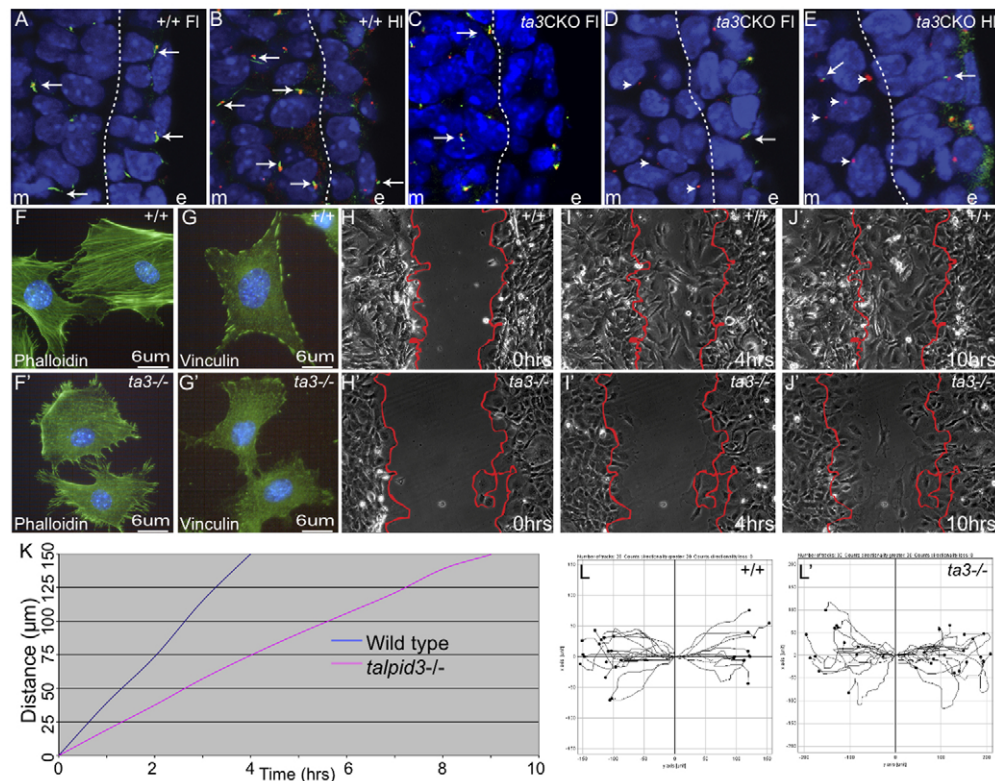 A +/+ Fl
B +/+ Hl
C ta3CKO Fl
D ta3CKO Fl
E ta3CKO Hl
m e
m e
m e
m e
m e
F +/+
G +/+
H +/+
I +/+
J +/+
Phalloidin 6um
Vinculin 6um
0hrs
4hrs
10hrs
F' ta3-/-
G' ta3-/-
H' ta3-/-
I' ta3-/-
J' ta3-/-
Phalloidin 6um
Vinculin 6um
0hrs
4hrs
10hrs
K
Distance (µm)
150
125
100
75
50
25
0
Wild type
talpid3-/-
0 2 4 6 8 10
Time (hrs)
L +/+
L' ta3-/-